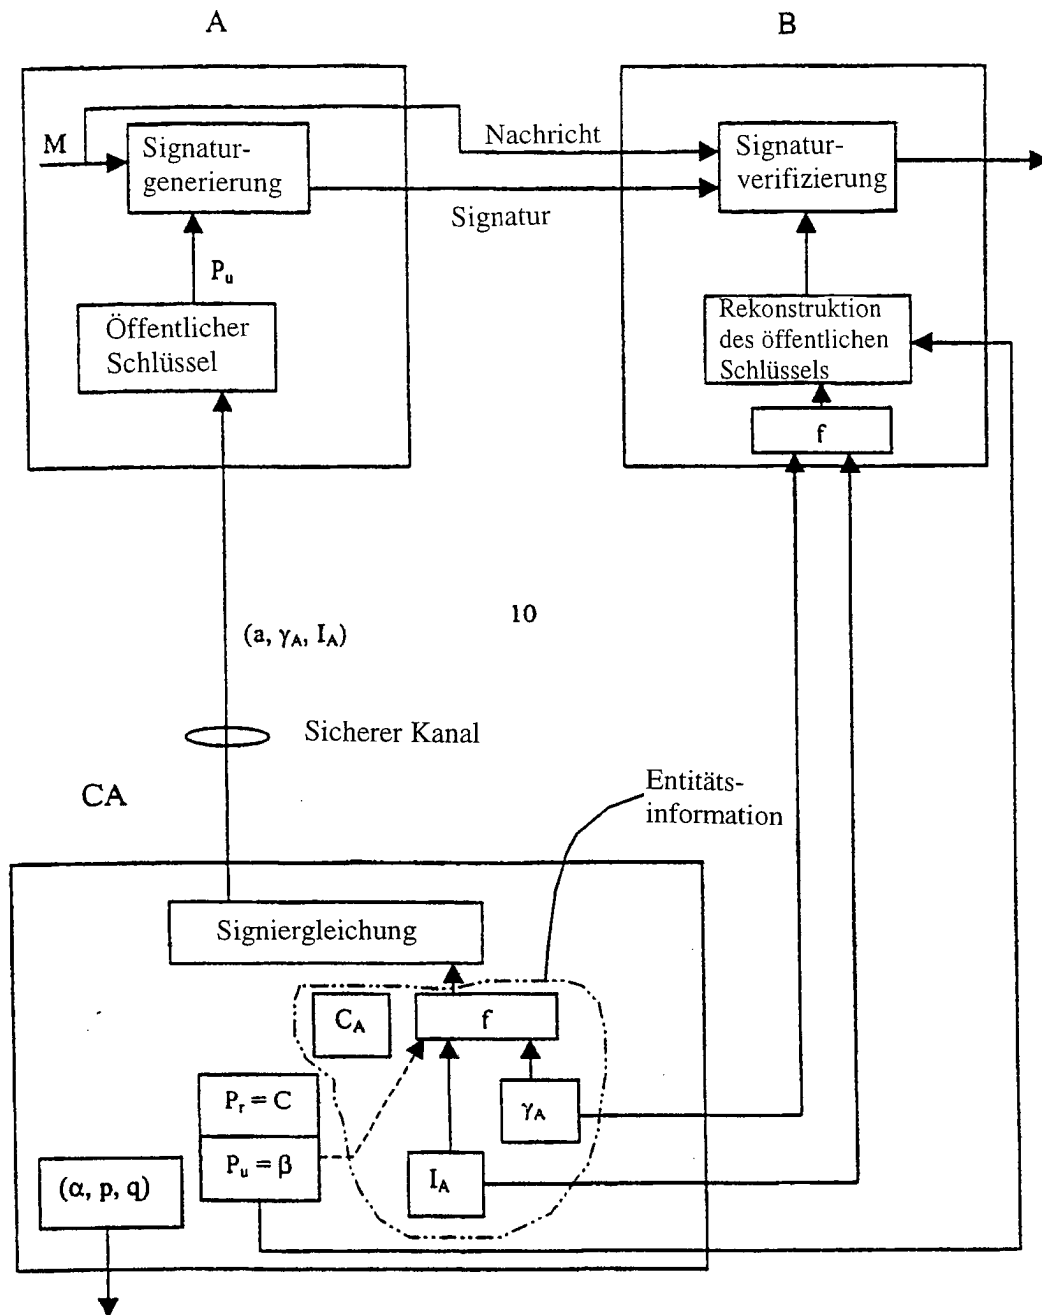 A
B
M
Signatur-
generierung
Nachricht
Signatur-
verifizierung
Signatur
Pᵤ
Öffentlicher
Schlüssel
Rekonstruktion
des öffentlichen
Schlüssels
f
10
(a, γA, IA)
Sicherer Kanal
CA
Entitäts-
information
Signiergleichung
CA
f
Pr = C
γA
Pu = β
IA
(α, p, q)